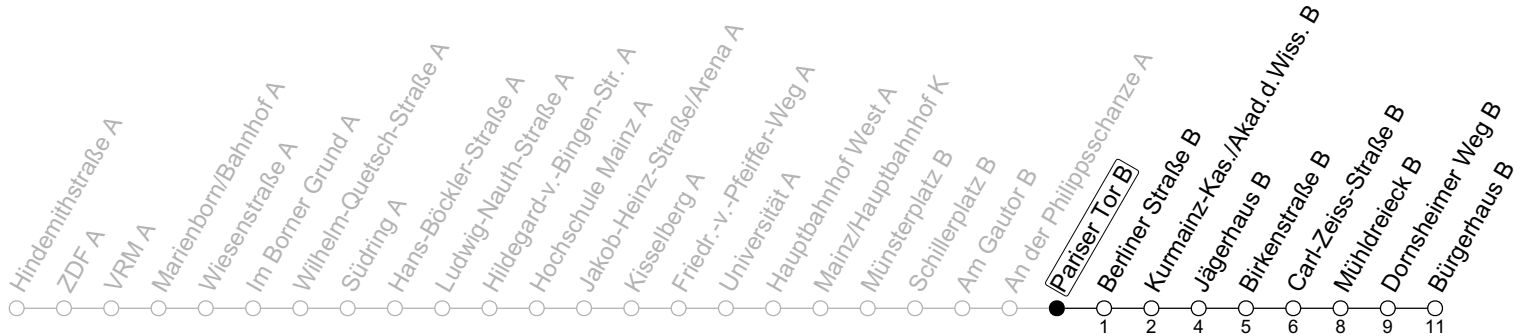 Hindemithstraße A
ZDF A
VRM A
Marienborn/Bahnhof A
Wiesenstraße A
Im Borner Grund A
Wilhelm-Quetsch-Straße A
Südring A
Hans-Böckler-Straße A
Ludwig-Nauth-Straße A
Hildegard-v.-Bingen-Str. A
Hochschule Mainz A
Jakob-Heinz-Straße/Arena A
Kisselberg A
Friedr.-v.-Pfeiffer-Weg A
Universität A
Hauptbahnhof West A
Mainz/Hauptbahnhof K
Münsterplatz B
Schillerplatz B
Am Gautor B
An der Philippsschanze A
Pariser Tor B
Berliner Straße B
Kurmainz-Kas./Akad.d.Wiss. B
Jägerhaus B
Birkenstraße B
Carl-Zeiss-Straße B
Mühldreieck B
Dornsheimer Weg B
Bürgerhaus B
1 2 4 5 6 8 9 11